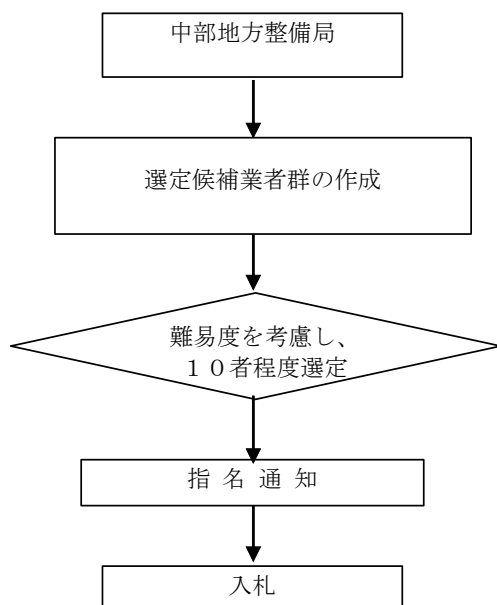 中部地方整備局
選定候補業者群の作成
難易度を考慮し、
１０者程度選定
指 名 通 知
入札